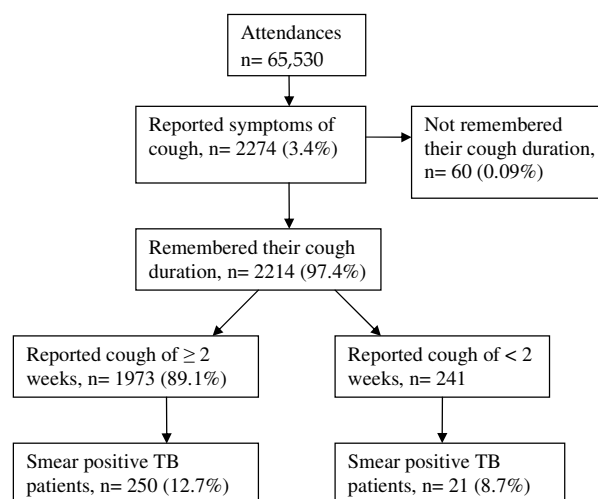 Attendances
n= 65,530
Reported symptoms of
cough, n= 2274 (3.4%)
Not remembered
their cough duration,
n= 60 (0.09%)
Remembered their cough
duration, n= 2214 (97.4%)
Reported cough of ≥ 2
weeks, n= 1973 (89.1%)
Reported cough of < 2
weeks, n= 241
Smear positive TB
patients, n= 250 (12.7%)
Smear positive TB
patients, n= 21 (8.7%)